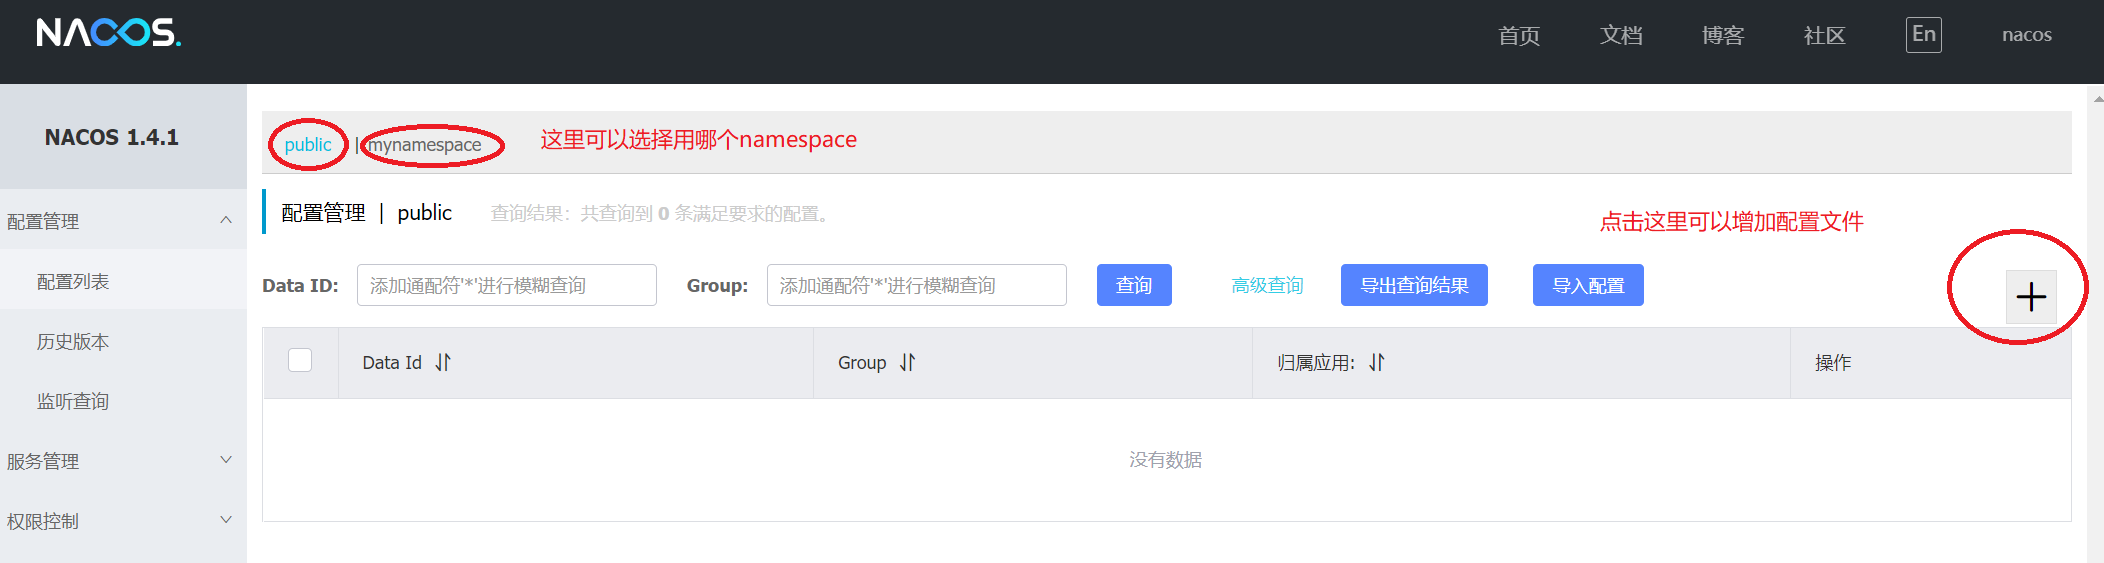 NACOS.
首页 文档 博客 社区 En nacos
NACOS 1.4.1
public | mynamespace 这里可以选择用哪个namespace
配置管理 | public 查询结果：共查询到 0 条满足要求的配置。
点击这里可以增加配置文件
Data ID: 添加通配符'*'进行模糊查询 Group: 添加通配符'*'进行模糊查询 查询 高级查询 导出查询结果 导入配置
Data Id Group 归属应用: 操作
没有数据
配置管理
配置列表
历史版本
监听查询
服务管理
权限控制